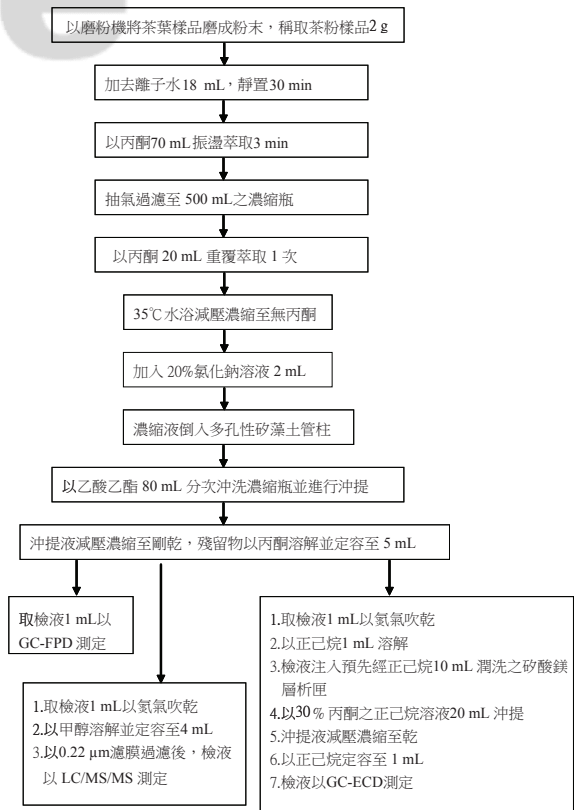 以磨粉機將茶葉樣品磨成粉末，稱取茶粉樣品2 g
加去離子水18 mL，靜置30 min
以丙酮70 mL振盪萃取3 min
抽氣過濾至 500 mL之濃縮瓶
以丙酮 20 mL 重覆萃取 1 次
35℃水浴減壓濃縮至無丙酮
加入 20%氯化鈉溶液 2 mL
濃縮液倒入多孔性矽藻土管柱
以乙酸乙酯 80 mL 分次沖洗濃縮瓶並進行沖提
沖提液減壓濃縮至剛乾，殘留物以丙酮溶解並定容至 5 mL
取檢液1 mL以
GC-FPD 測定
1.取檢液1 mL以氮氣吹乾
2.以甲醇溶解並定容至4 mL
3.以0.22 µm濾膜過濾後，檢液
以 LC/MS/MS 測定
1.取檢液1 mL以氮氣吹乾
2.以正己烷1 mL 溶解
3.檢液注入預先經正己烷10 mL 潤洗之矽酸鎂
層析匣
4.以30% 丙酮之正己烷溶液20 mL 沖提
5.沖提液減壓濃縮至乾
6.以正己烷定容至 1 mL
7.檢液以GC-ECD測定